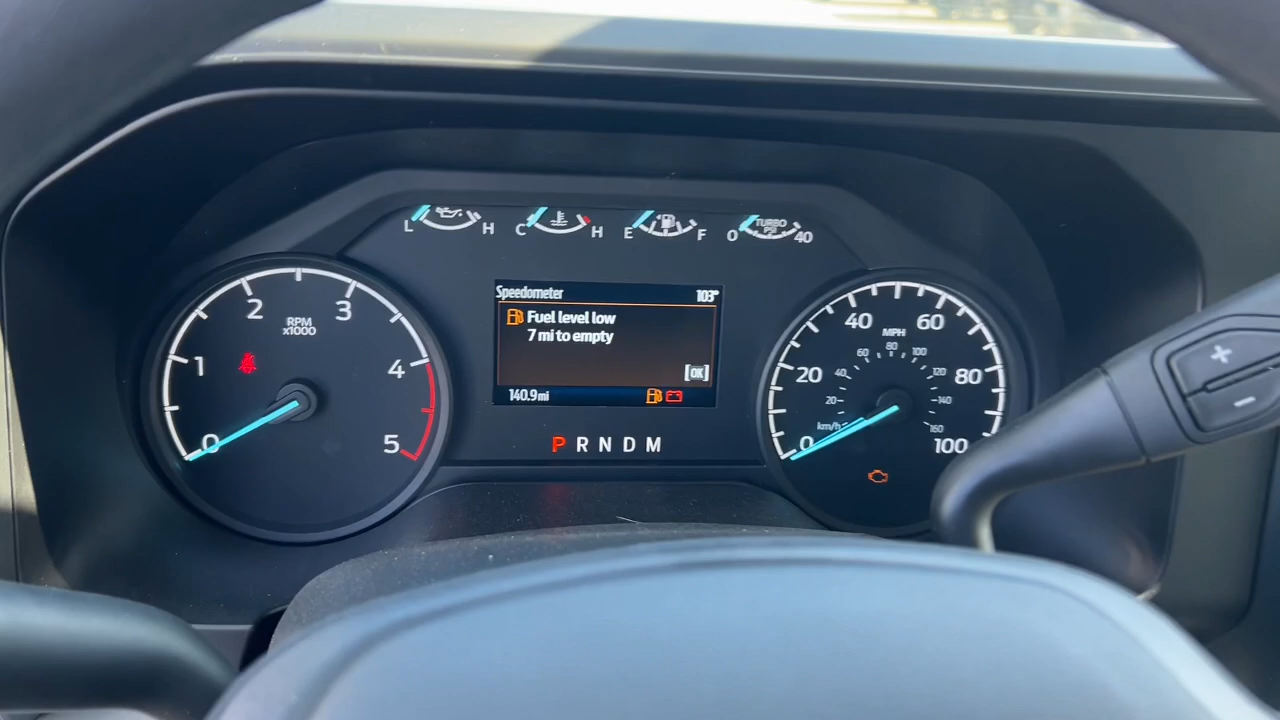 L H C H E F 0 TURBO PSI 40
Speedometer 103°
Fuel level low
7 mi to empty
[OK]
140.9 mi
P R N D M
0 1 2 3 4 5
RPM
x1000
0 20 40 60 80 100
MPH
20 40 60 80 100 120 140 160
km/h
+
−